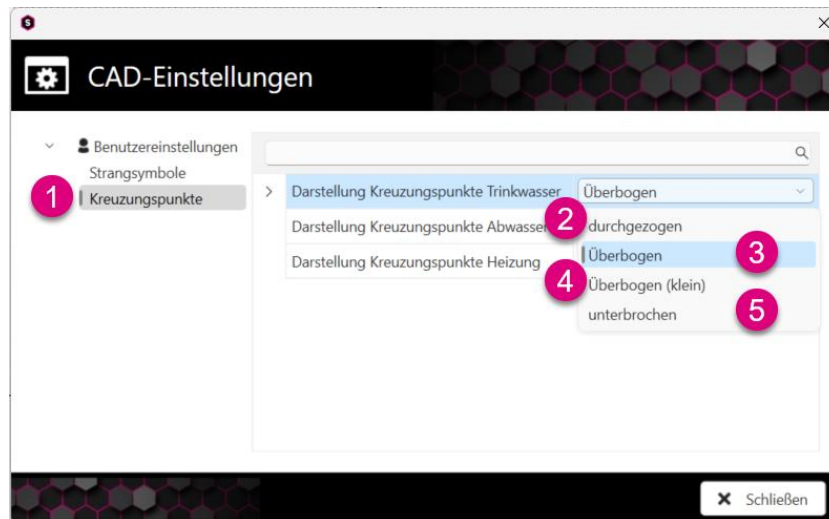 S
CAD-Einstellungen
Benutzereinstellungen
Strangsymbole
1 Kreuzungspunkte
Darstellung Kreuzungspunkte Trinkwasser Überbogen
Darstellung Kreuzungspunkte Abwasser 2 durchgezogen
Überbogen 3
Darstellung Kreuzungspunkte Heizung 4 Überbogen (klein)
unterbrochen 5
Schließen